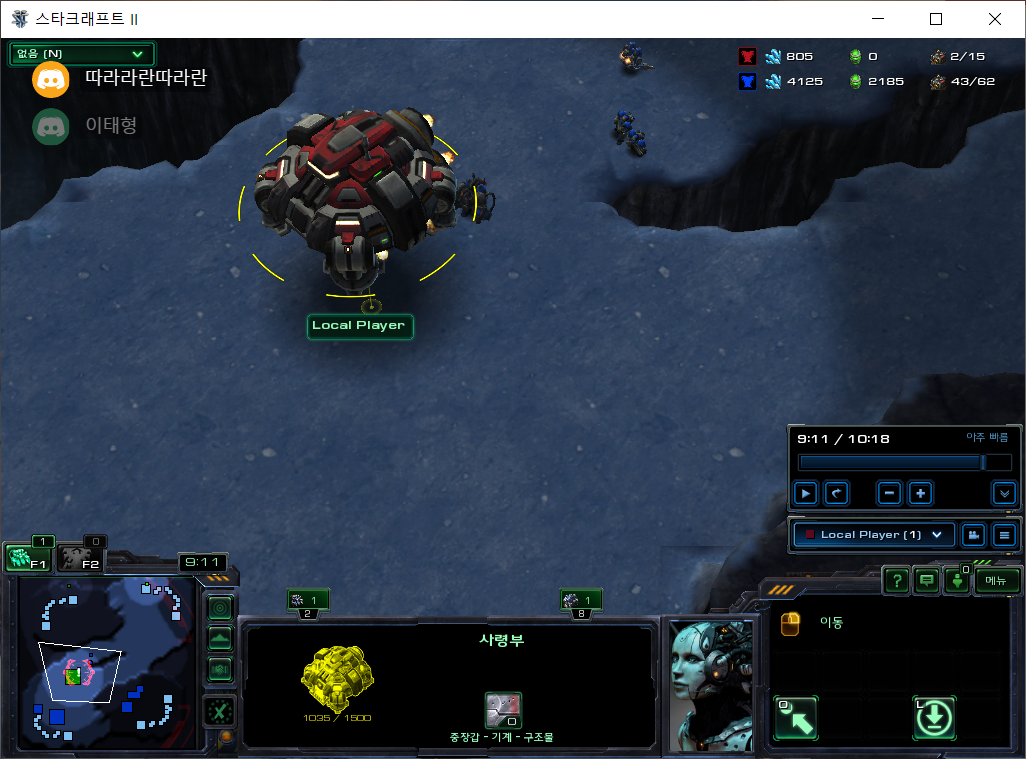 스타크래프트 II
없음 (N)
따라라란따라란
이태형
805 0 2/15
4125 2185 43/62
Local Player
9:11 / 10:18 아주 빠름
Local Player (1)
1 0
F1 F2
9:11
0
메뉴
1
2
1
8
사령부
1035 / 1500
0
중장갑 - 기계 - 구조물
이동
O
L